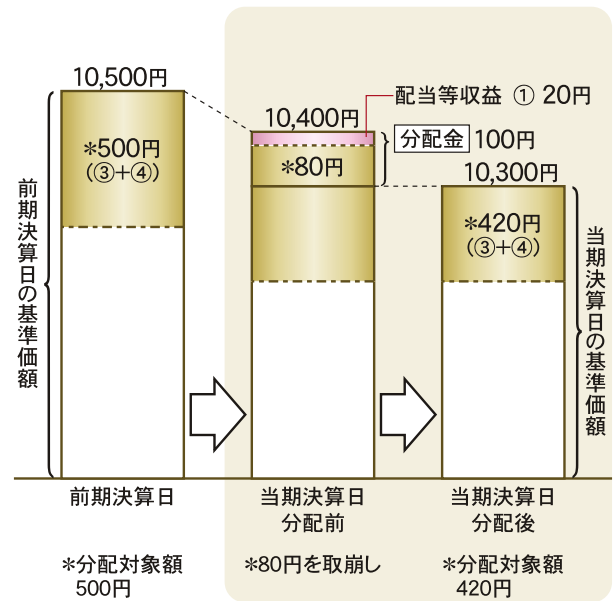 10,500円
*500円
(③+④)
前期決算日の基準価額
10,400円
配当等収益 ① 20円
分配金 100円
*80円
10,300円
*420円
(③+④)
当期決算日の基準価額
前期決算日
当期決算日
分配前
当期決算日
分配後
*分配対象額
500円
*80円を取崩し
*分配対象額
420円